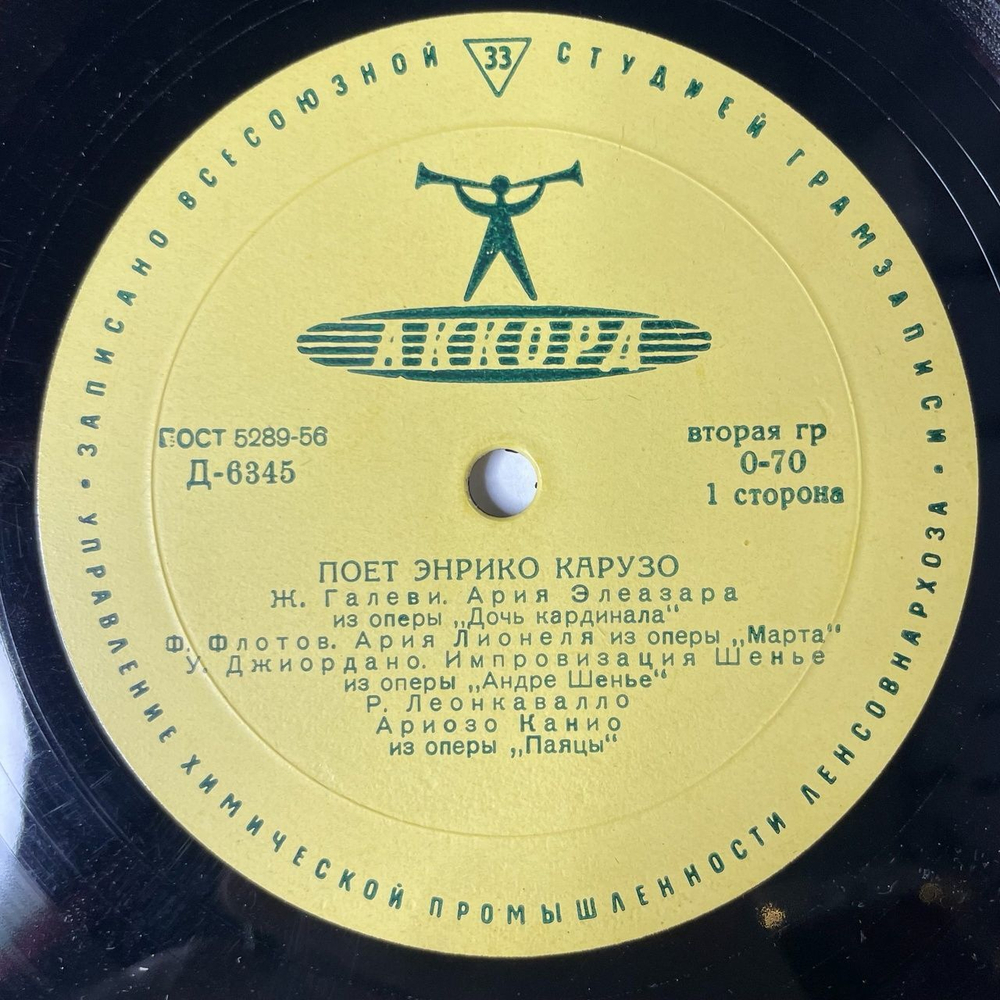 ЗАПИСАНО ВСЕСОЮЗНОЙ 33 СТУДИЕЙ ГРАМЗАПИСИ •
АККОРД
ГОСТ 5289-56
Д-6345
вторая гр
0-70
1 сторона
ПОЕТ ЭНРИКО КАРУЗО
Ж. Галеви. Ария Элеазара
из оперы „Дочь кардинала“
Ф. Флотов. Ария Лионеля из оперы „Марта“
У. Джиордано. Импровизация Шенье
из оперы „Андре Шенье“
Р. Леонкавалло
Ариозо Канио
из оперы „Паяцы“
УПРАВЛЕНИЕ ХИМИЧЕСКОЙ ПРОМЫШЛЕННОСТИ ЛЕНСОВНАРХОЗА •